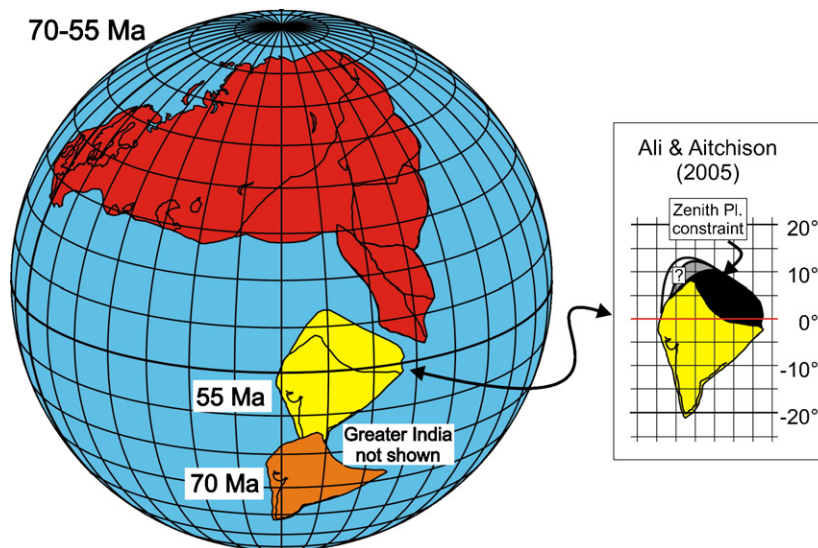 70-55 Ma
55 Ma
Greater India
not shown
70 Ma
Ali & Aitchison
(2005)
Zenith Pl.
constraint
?
20°
10°
0°
-10°
-20°